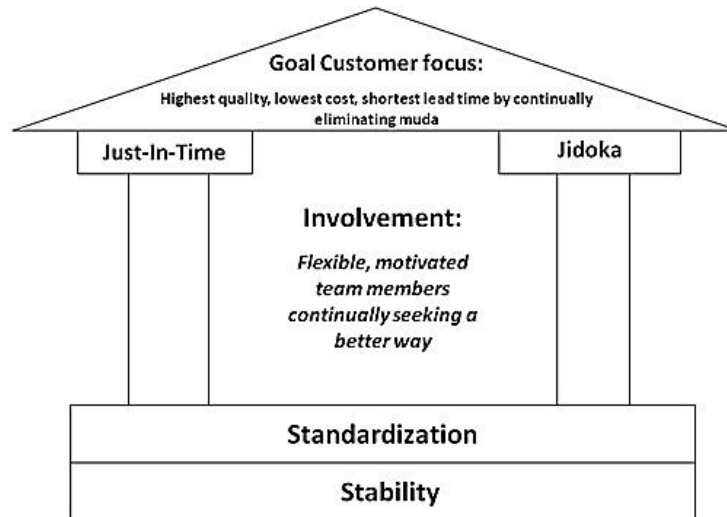 Goal Customer focus:
Highest quality, lowest cost, shortest lead time by continually
eliminating muda
Just-In-Time
Jidoka
Involvement:
Flexible, motivated
team members
continually seeking a
better way
Standardization
Stability